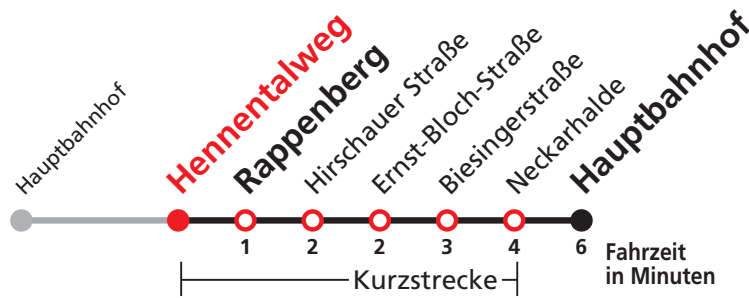 Hauptbahnhof
Hennentalweg
Rappenberg
Hirschauer Straße
Ernst-Bloch-Straße
Biesingerstraße
Neckarhalde
Hauptbahnhof
1 2 2 3 4 6 Fahrzeit
in Minuten
Kurzstrecke